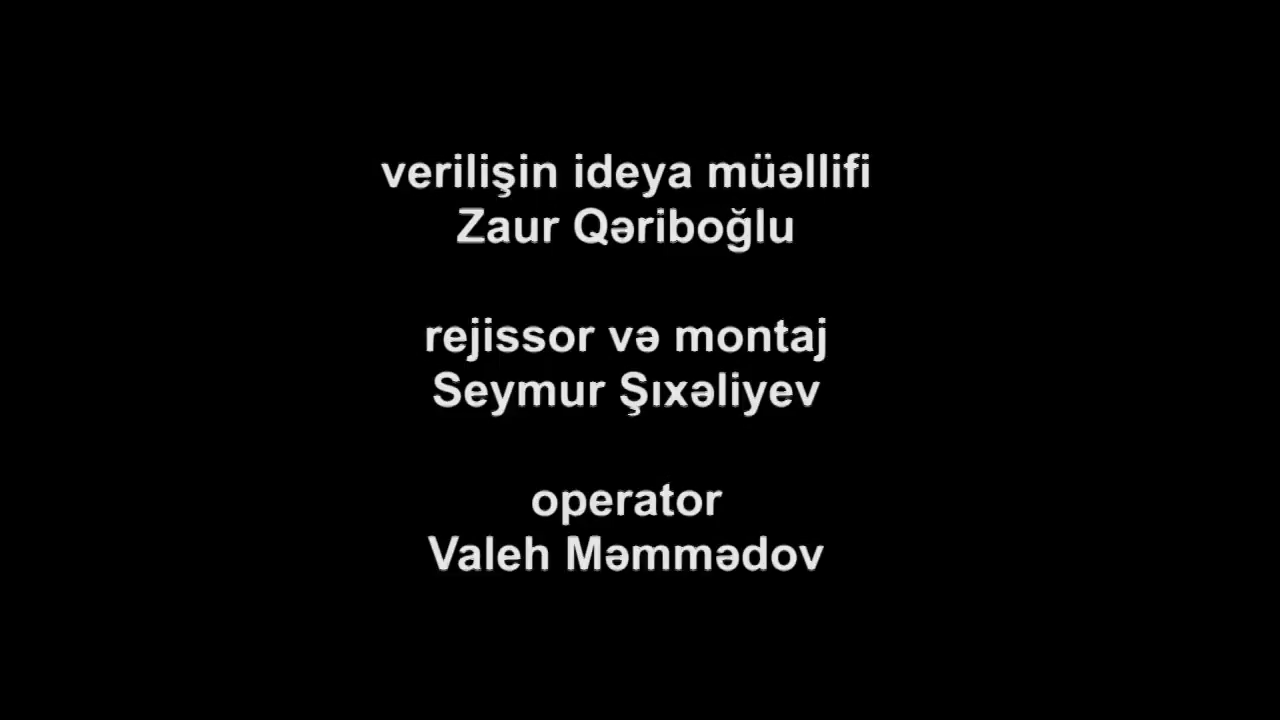 verilişin ideya müəllifi
Zaur Qəriboğlu
rejissor və montaj
Seymur Şıxəliyev
operator
Valeh Məmmədov